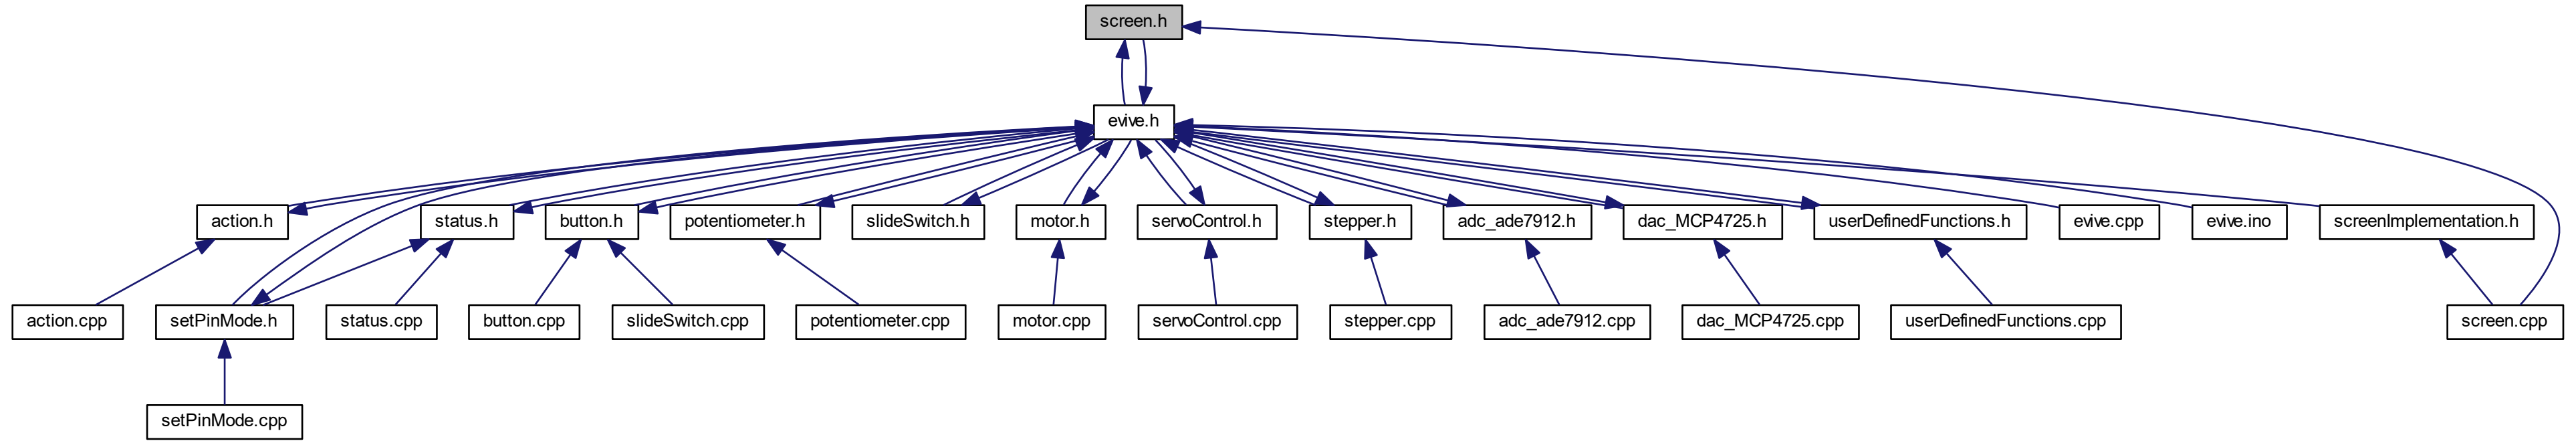 screen.h
evive.h
action.h
status.h
button.h
potentiometer.h
slideSwitch.h
motor.h
servoControl.h
stepper.h
adc_ade7912.h
dac_MCP4725.h
userDefinedFunctions.h
evive.cpp
evive.ino
screenImplementation.h
action.cpp
setPinMode.h
status.cpp
button.cpp
slideSwitch.cpp
potentiometer.cpp
motor.cpp
servoControl.cpp
stepper.cpp
adc_ade7912.cpp
dac_MCP4725.cpp
userDefinedFunctions.cpp
screen.cpp
setPinMode.cpp